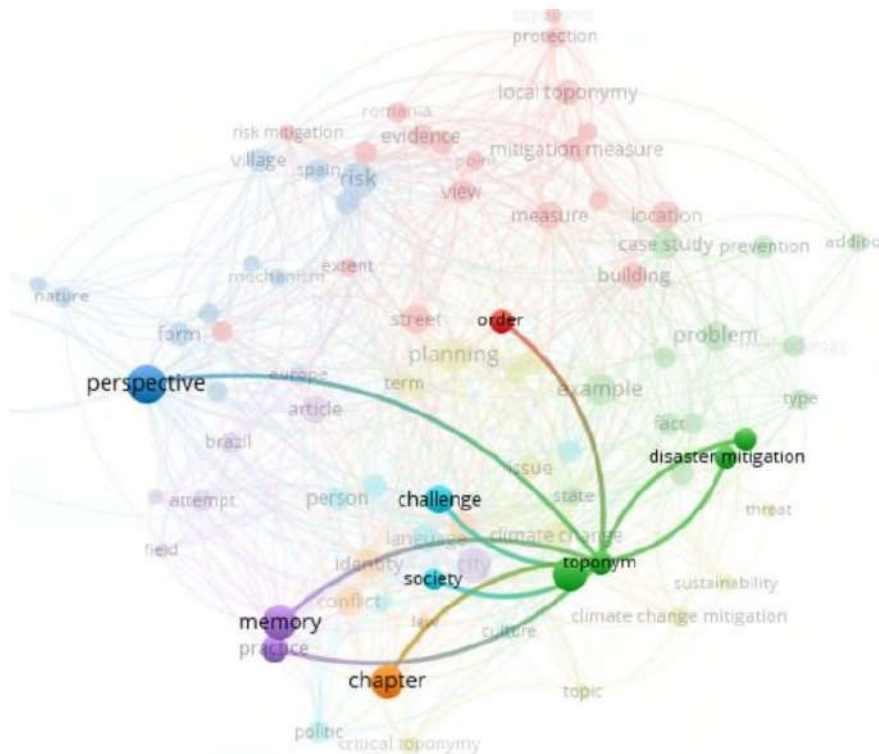 protection
local toponymy
romania
risk mitigation
evidence
mitigation measure
village
spain
risk
point
view
measure
location
case study
prevention
additio
mechanism
extent
building
nature
form
street
order
planning
problem
perspective
europe
term
example
type
article
fact
brazil
disaster mitigation
issue
attempt
person
challenge
state
threat
language
climate change
field
identity
city
toponym
society
sustainability
conflict
law
climate change mitigation
memory
culture
practice
chapter
topic
politic
critical toponymy